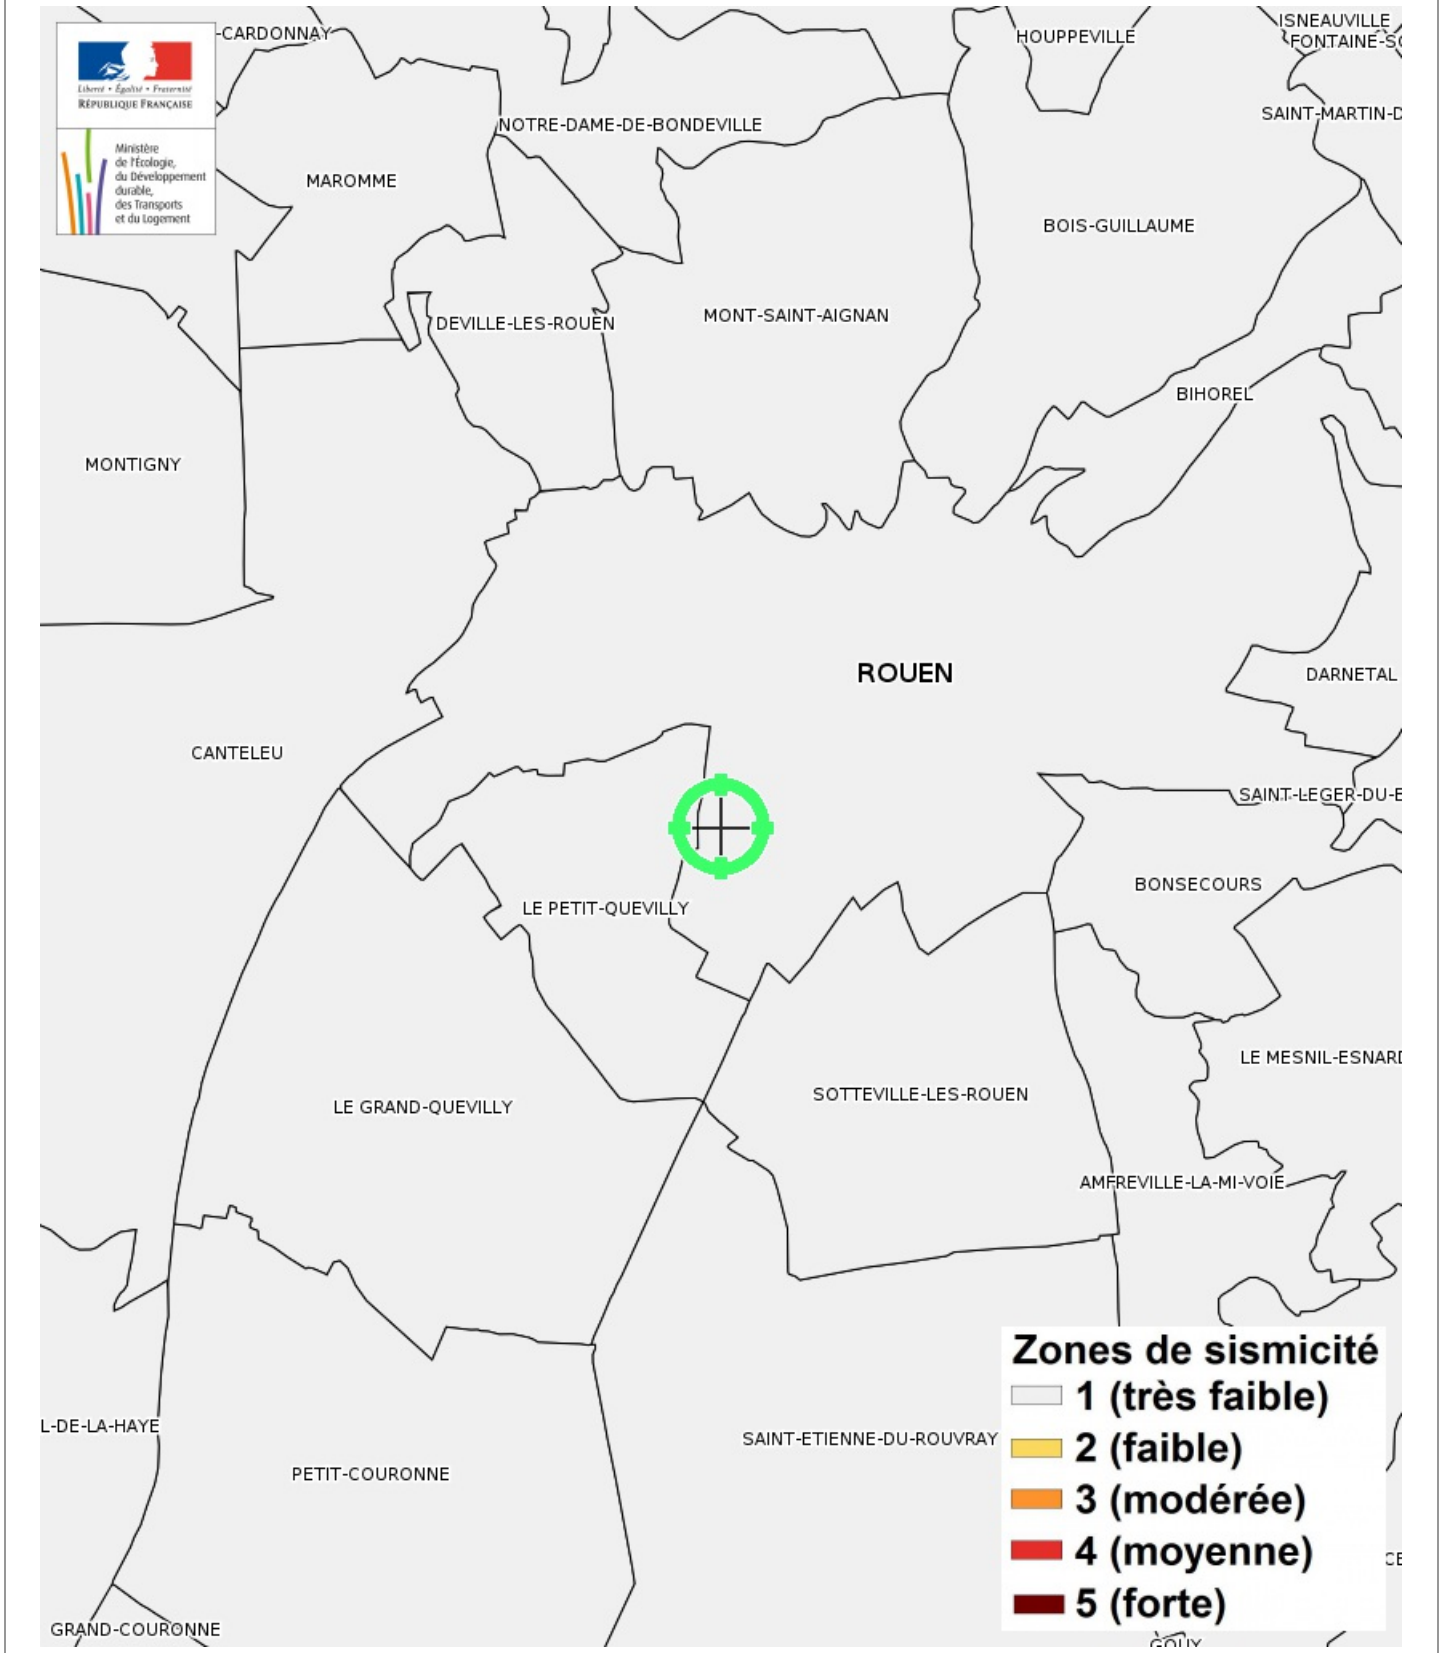 -CARDONNAY
HOUPPEVILLE
ISNEAUVILLE
FONTAINE-SO
Liberté • Égalité • Fraternité
RÉPUBLIQUE FRANÇAISE
NOTRE-DAME-DE-BONDEVILLE
SAINT-MARTIN-D
Ministère
de l'Écologie,
du Développement
durable,
des Transports
et du Logement
MAROMME
BOIS-GUILLAUME
DEVILLE-LES-ROUEN
MONT-SAINT-AIGNAN
BIHOREL
MONTIGNY
ROUEN
DARNETAL
CANTELEU
SAINT-LEGER-DU-B
BONSECOURS
LE PETIT-QUEVILLY
LE MESNIL-ESNARD
SOTTEVILLE-LES-ROUEN
LE GRAND-QUEVILLY
AMFREVILLE-LA-MI-VOIE
Zones de sismicité
1 (très faible)
2 (faible)
3 (modérée)
4 (moyenne)
5 (forte)
L-DE-LA-HAYE
SAINT-ETIENNE-DU-ROUVRAY
PETIT-COURONNE
CE
GRAND-COURONNE
GOUY